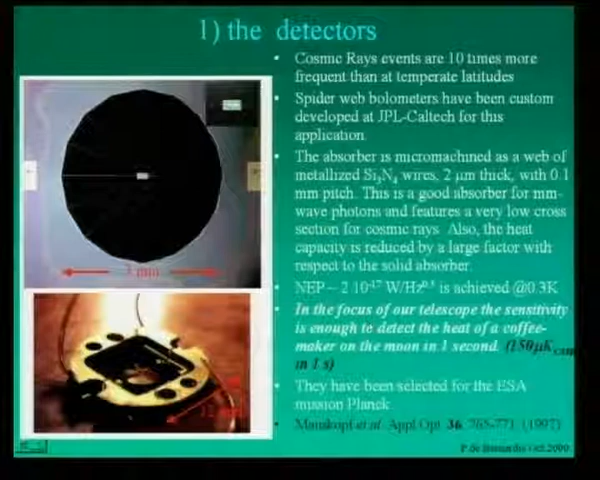 1) the detectors
• Cosmic Rays events are 10 times more
frequent than at temperate latitudes
• Spider web bolometers have been custom
developed at JPL-Caltech for this
application.
• The absorber is micromachined as a web of
metallized Si3N4 wires, 2 μm thick, with 0.1
mm pitch. This is a good absorber for mm-
wave photons and features a very low cross
section for cosmic rays. Also, the heat
capacity is reduced by a large factor with
respect to the solid absorber.
• NEP ~ 2 10^-17 W/Hz^0.5 is achieved @0.3K
• In the focus of our telescope the sensitivity
is enough to detect the heat of a coffee-
maker on the moon in 1 second. (150μK
in 1 s)
• They have been selected for the ESA
mission Planck
• et al. Appl.Opt. 36, 765-771, (1997)
3 mm
P. de Bernardis Oct.2000